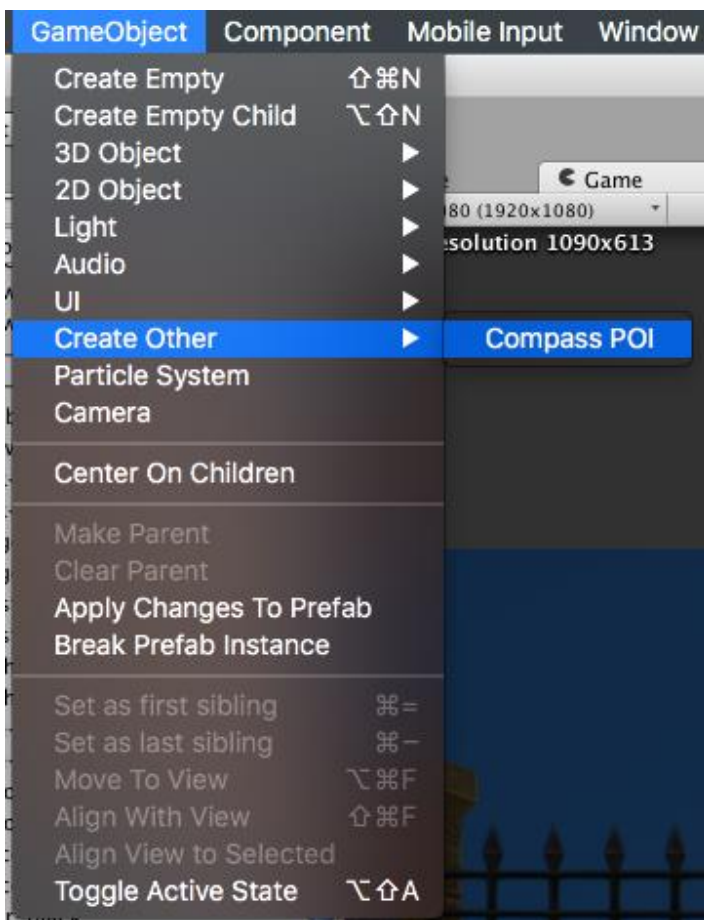 GameObject Component Mobile Input Window
Create Empty ⇧⌘N
Create Empty Child ⌥⇧N
3D Object ▶
2D Object ▶
Light ▶
Audio ▶
UI ▶
Create Other ▶ Compass POI
Particle System
Camera
Center On Children
Make Parent
Clear Parent
Apply Changes To Prefab
Break Prefab Instance
Set as first sibling ⌘=
Set as last sibling ⌘−
Move To View ⌥⌘F
Align With View ⇧⌘F
Align View to Selected
Toggle Active State ⌥⇧A
Game
80 (1920x1080)
solution 1090x613